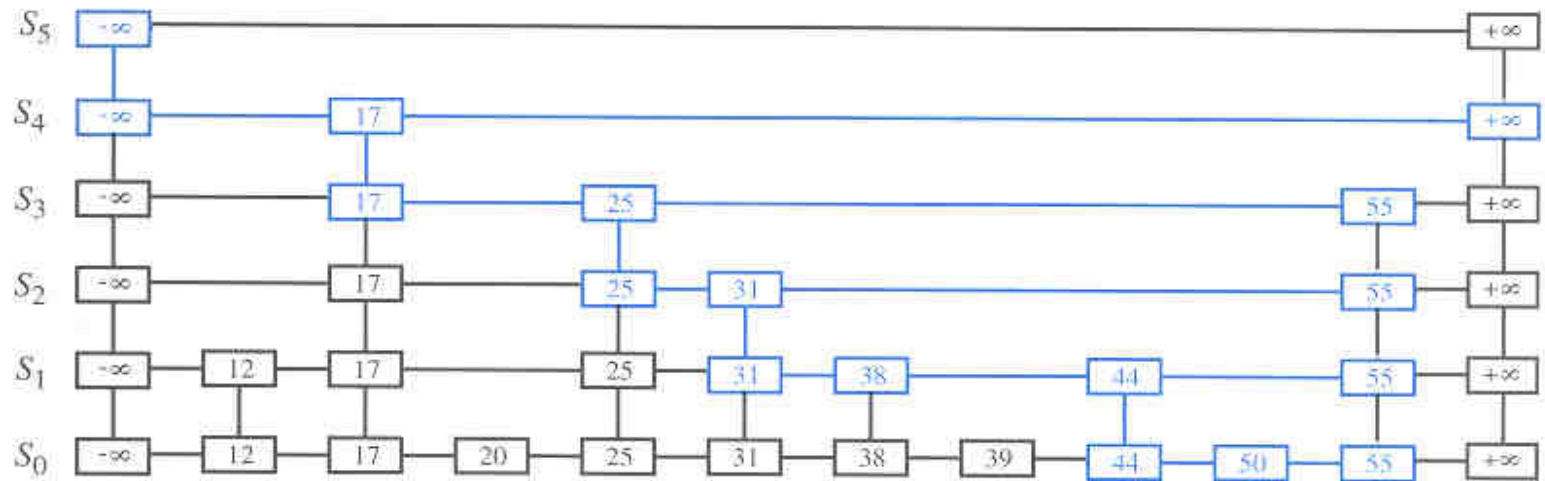 S5 -∞ +∞
S4 -∞ 17 +∞
S3 -∞ 17 25 55 +∞
S2 -∞ 17 25 31 55 +∞
S1 -∞ 12 17 25 31 38 44 55 +∞
S0 -∞ 12 17 20 25 31 38 39 44 50 55 +∞